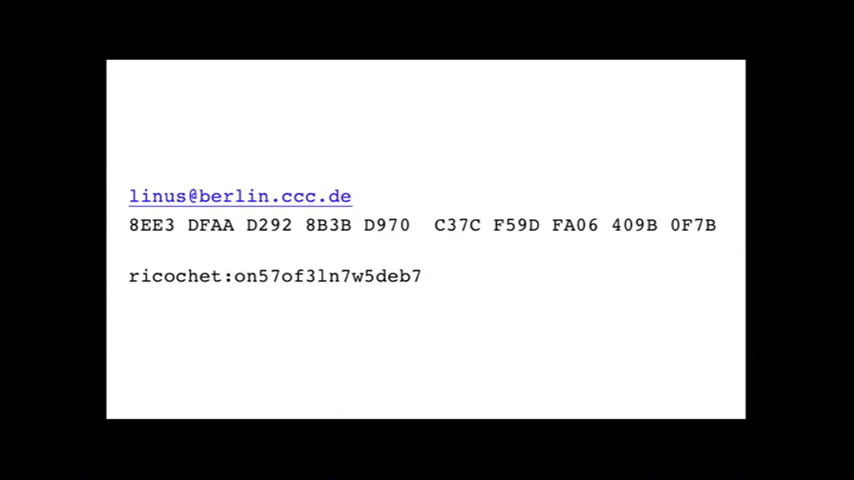 linus@berlin.ccc.de
8EE3 DFAA D292 8B3B D970  C37C F59D FA06 409B 0F7B
ricochet:on57of3ln7w5deb7